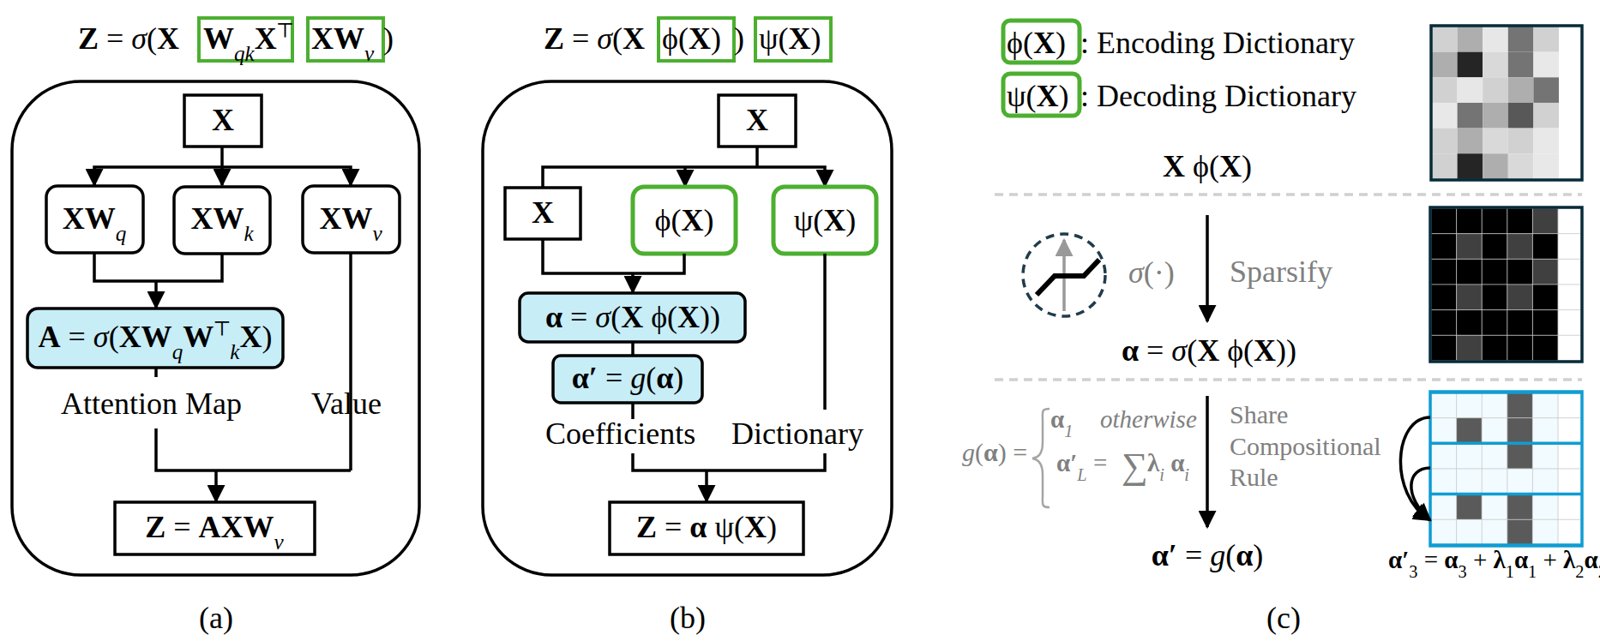 Z = σ(X W_qk X^⊤ XW_v)
X
XW_q XW_k XW_v
A = σ(XW_q W^⊤_k X)
Attention Map Value
Z = AXW_v
(a)
Z = σ(X ϕ(X)) ψ(X)
X
X ϕ(X) ψ(X)
α = σ(X ϕ(X))
α′ = g(α)
Coefficients Dictionary
Z = α ψ(X)
(b)
ϕ(X) : Encoding Dictionary
ψ(X) : Decoding Dictionary
X ϕ(X)
σ(·) Sparsify
α = σ(X ϕ(X))
g(α) = { α_1 otherwise
α′_L = ∑λ_i α_i
Share
Compositional
Rule
α′ = g(α)
α′_3 = α_3 + λ_1α_1 + λ_2α
(c)